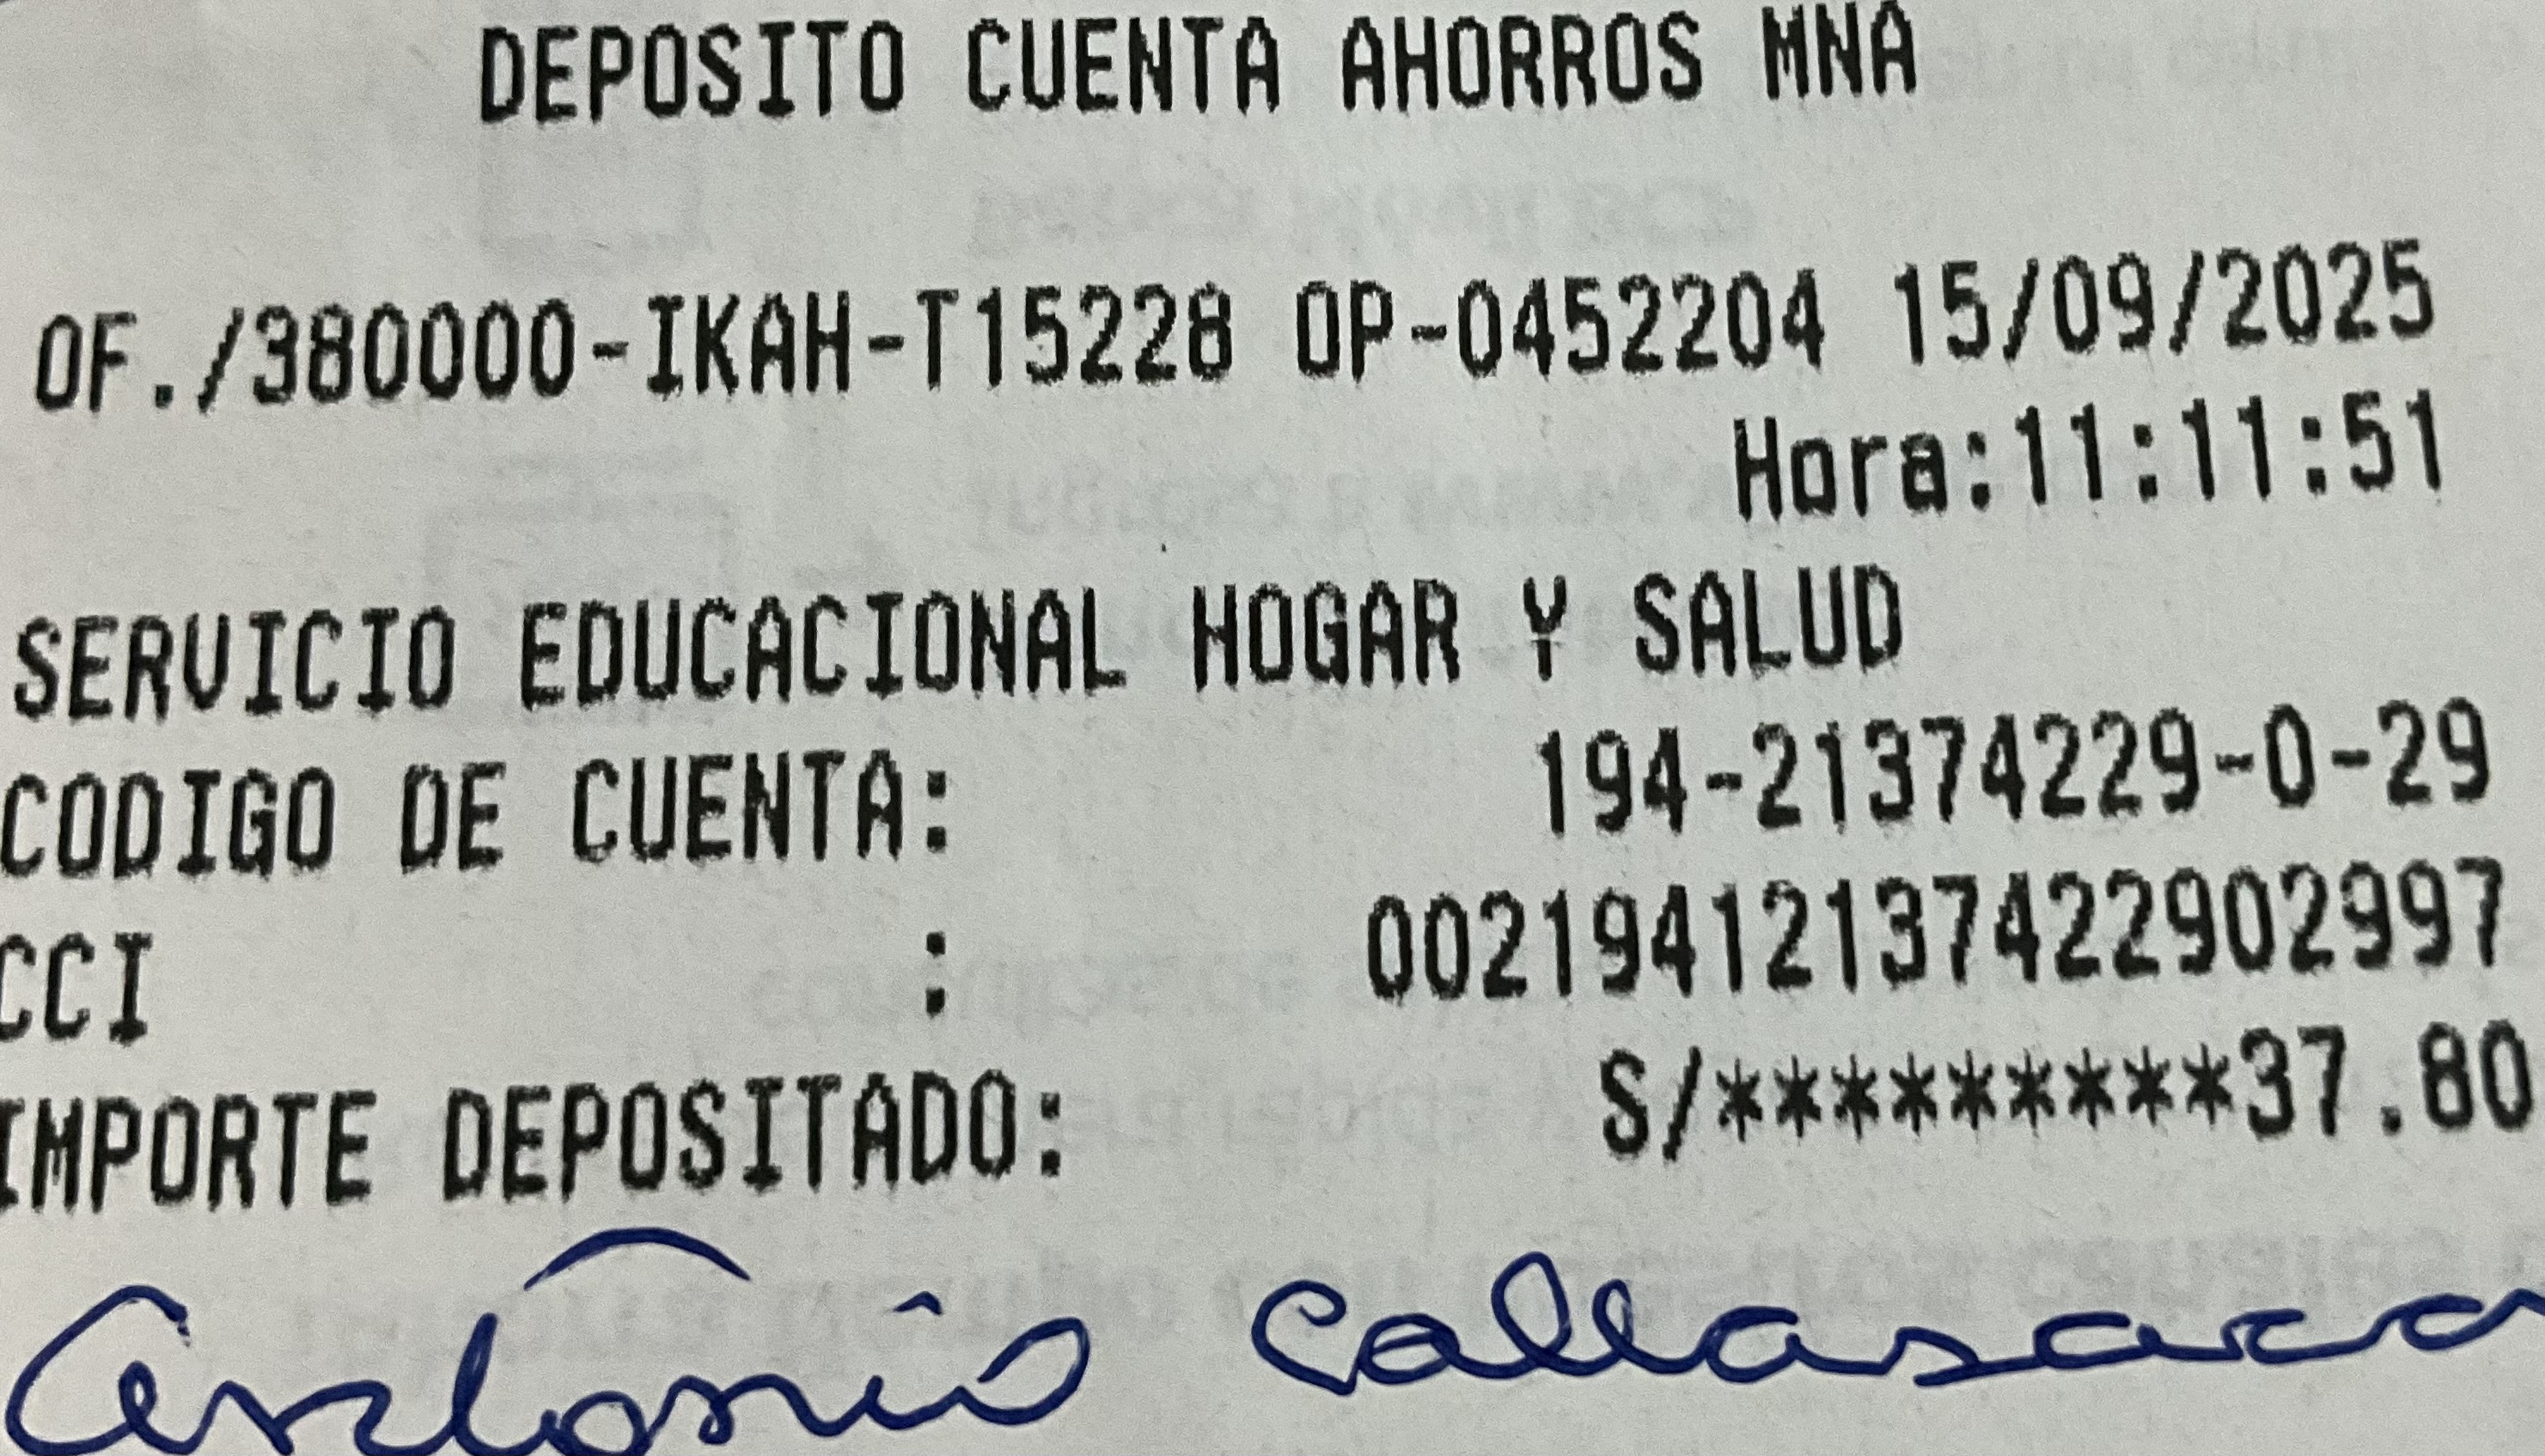 DEPOSITO CUENTA AHORROS MNA
OF./380000-IKAH-T15228 OP-0452204 15/09/2025
Hora:11:11:51
SERVICIO EDUCACIONAL HOGAR Y SALUD
CODIGO DE CUENTA: 194-21374229-0-29
CCI : 00219412137422902997
IMPORTE DEPOSITADO: S/*********37.80
Antonio